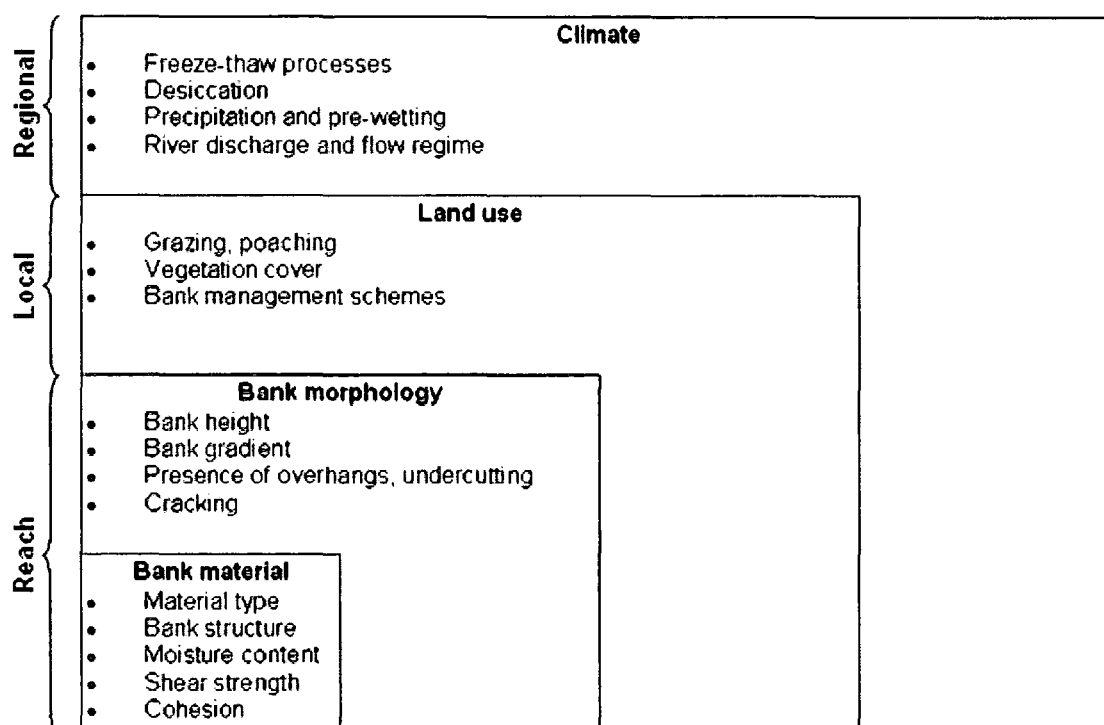 Regional
Climate
• Freeze-thaw processes
• Desiccation
• Precipitation and pre-wetting
• River discharge and flow regime
Local
Land use
• Grazing, poaching
• Vegetation cover
• Bank management schemes
Reach
Bank morphology
• Bank height
• Bank gradient
• Presence of overhangs, undercutting
• Cracking
Bank material
• Material type
• Bank structure
• Moisture content
• Shear strength
• Cohesion